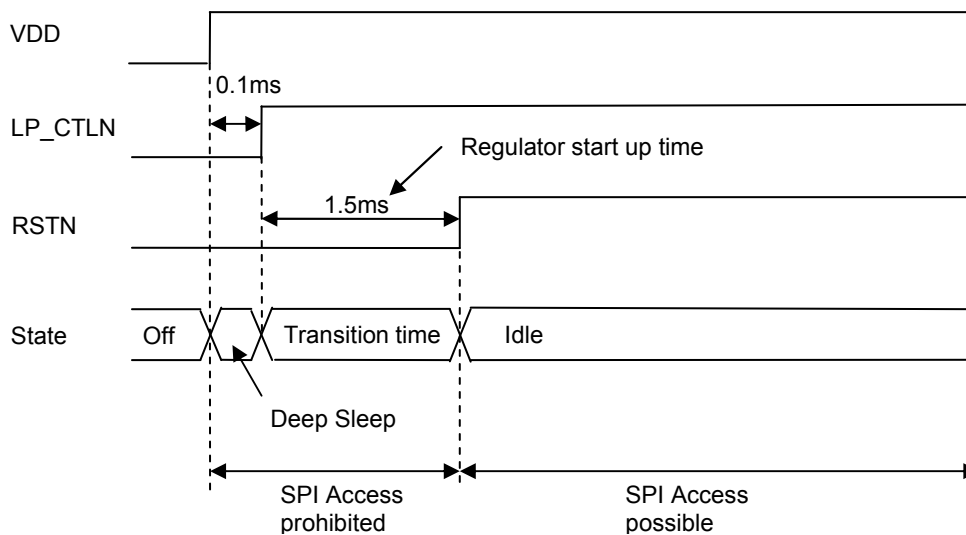 VDD
0.1ms
LP_CTLN
Regulator start up time
1.5ms
RSTN
State
Off
Transition time
Idle
Deep Sleep
SPI Access
prohibited
SPI Access
possible